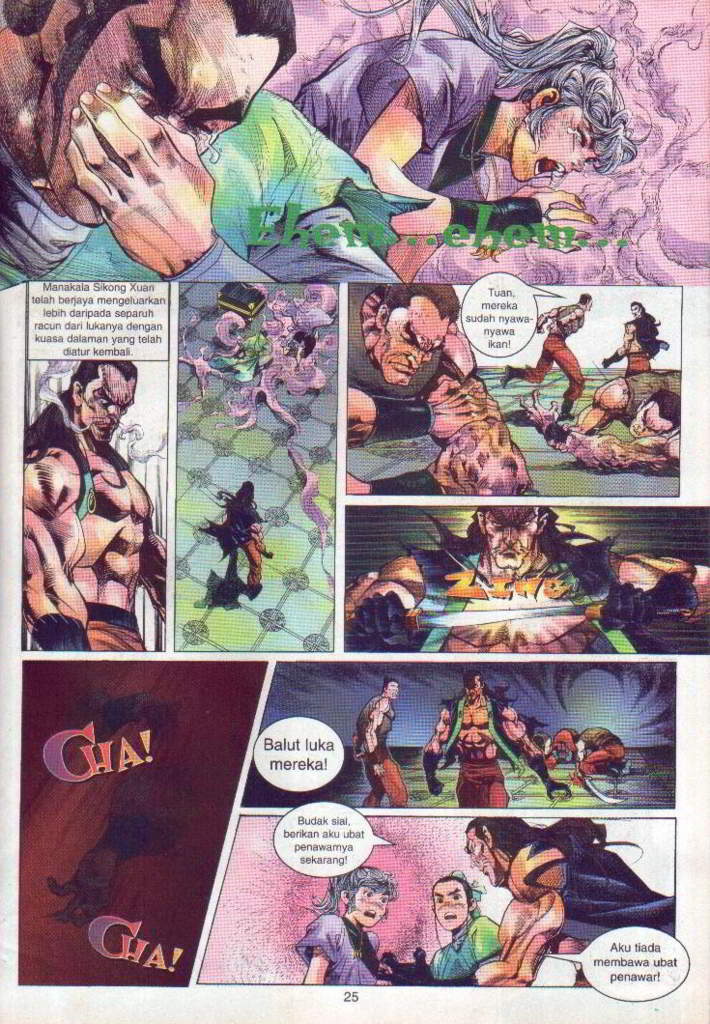 Ehem...ehem...
Manakala Sikong Xuan
telah berjaya mengeluarkan
lebih daripada separuh
racun dari lukanya dengan
kuasa dalaman yang telah
diatur kembali.
Tuan,
mereka
sudah nyawa-
nyawa
ikan!
ZING
GHA!
GHA!
Balut luka
mereka!
Budak sial,
berikan aku ubat
penawarnya
sekarang!
Aku tiada
membawa ubat
penawar!
25